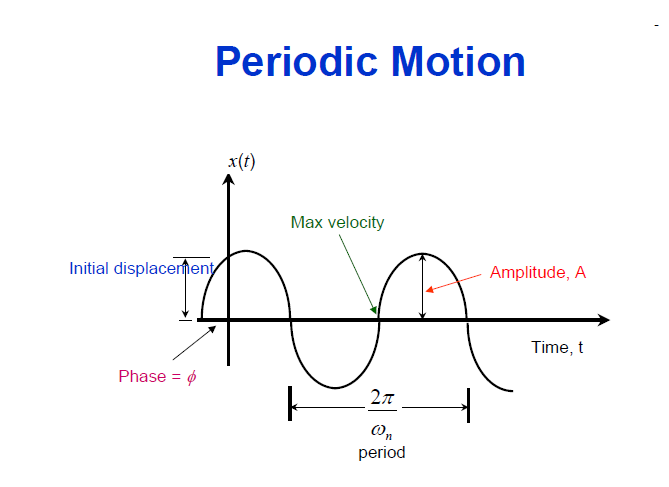 Periodic Motion
x(t)
Max velocity
Initial displacement
Amplitude, A
Time, t
Phase = ϕ
2π
ωₙ
period